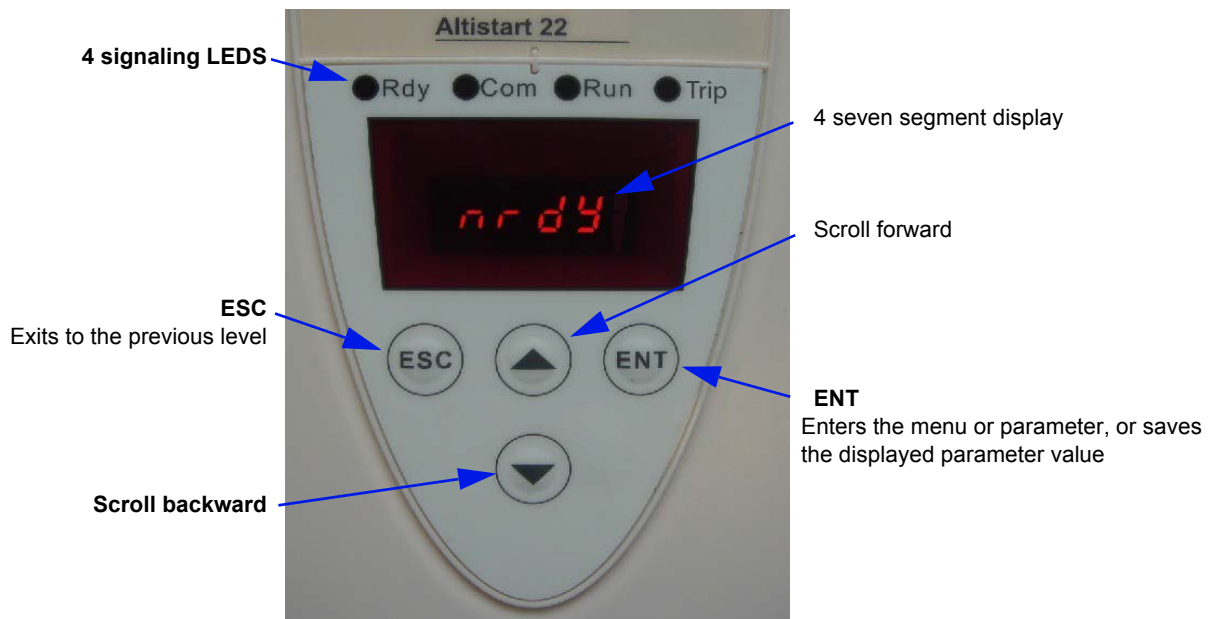 Altistart 22
4 signaling LEDS
Rdy Com Run Trip
4 seven segment display
nrdy
Scroll forward
ESC
Exits to the previous level
ESC
ENT
ENT
Enters the menu or parameter, or saves
the displayed parameter value
Scroll backward